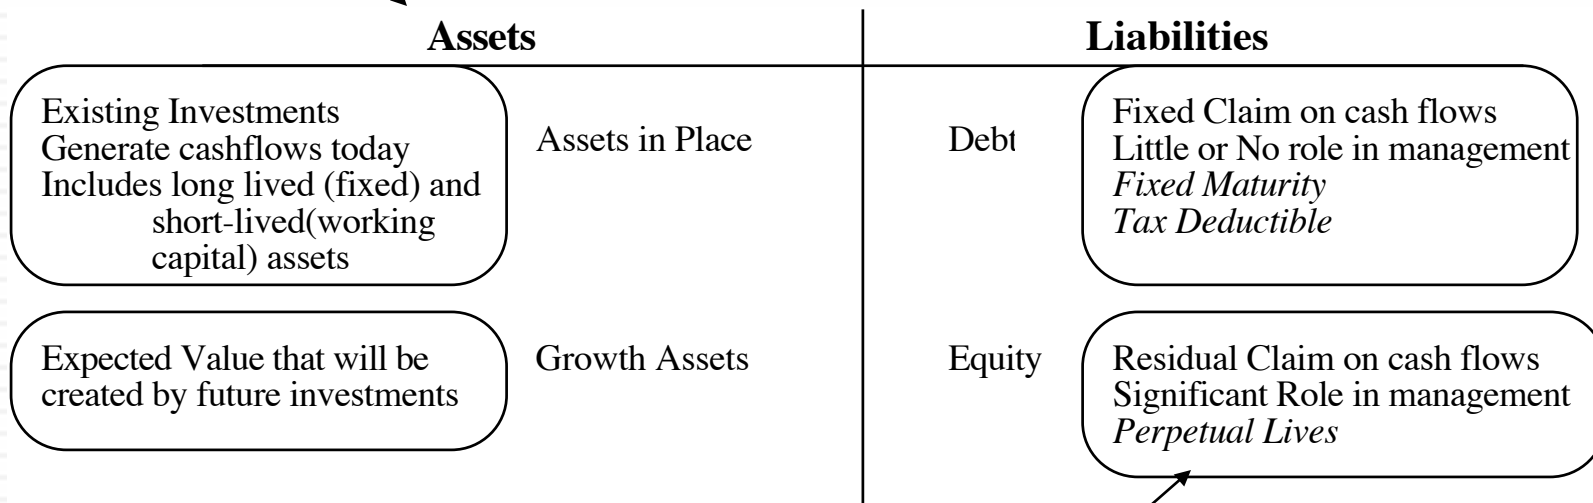 Assets
Liabilities
Existing Investments
Generate cashflows today
Includes long lived (fixed) and
short-lived(working
capital) assets
Assets in Place
Debt
Fixed Claim on cash flows
Little or No role in management
Fixed Maturity
Tax Deductible
Expected Value that will be
created by future investments
Growth Assets
Equity
Residual Claim on cash flows
Significant Role in management
Perpetual Lives